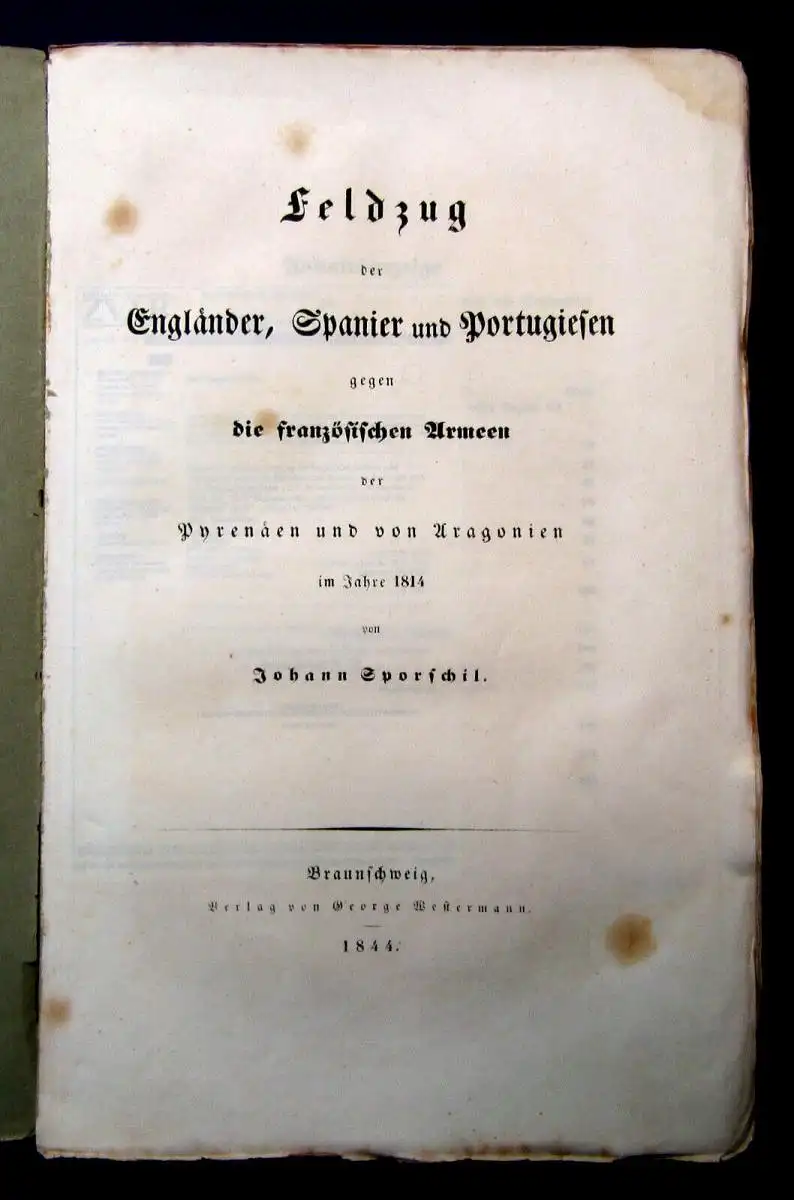 Feldzug
der
Engländer, Spanier und Portugiesen
gegen
die französischen Armeen
der
Pyrenäen und von Aragonien
im Jahre 1814
von
Johann Sporschil.
Braunschweig,
Verlag von George Westermann.
1844.